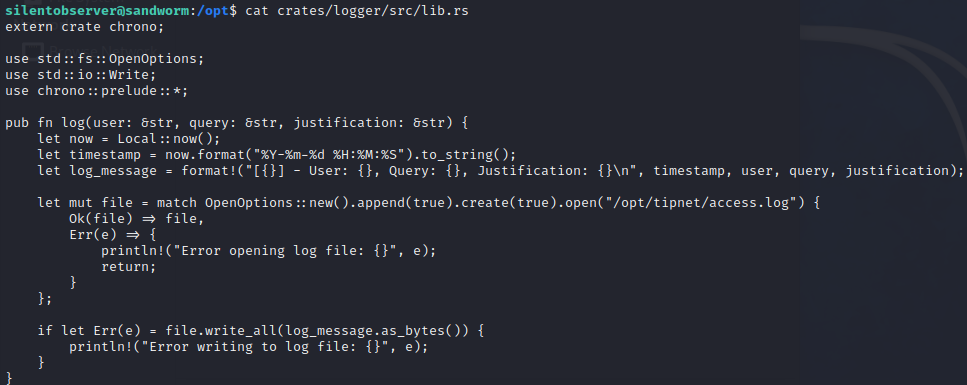 silentobserver@sandworm:/opt$ cat crates/logger/src/lib.rs
extern crate chrono;

use std::fs::OpenOptions;
use std::io::Write;
use chrono::prelude::*;

pub fn log(user: &str, query: &str, justification: &str) {
    let now = Local::now();
    let timestamp = now.format("%Y-%m-%d %H:%M:%S").to_string();
    let log_message = format!("[{}] - User: {}, Query: {}, Justification: {}\n", timestamp, user, query, justification);

    let mut file = match OpenOptions::new().append(true).create(true).open("/opt/tipnet/access.log") {
        Ok(file) => file,
        Err(e) => {
            println!("Error opening log file: {}", e);
            return;
        }
    };

    if let Err(e) = file.write_all(log_message.as_bytes()) {
        println!("Error writing to log file: {}", e);
    }
}